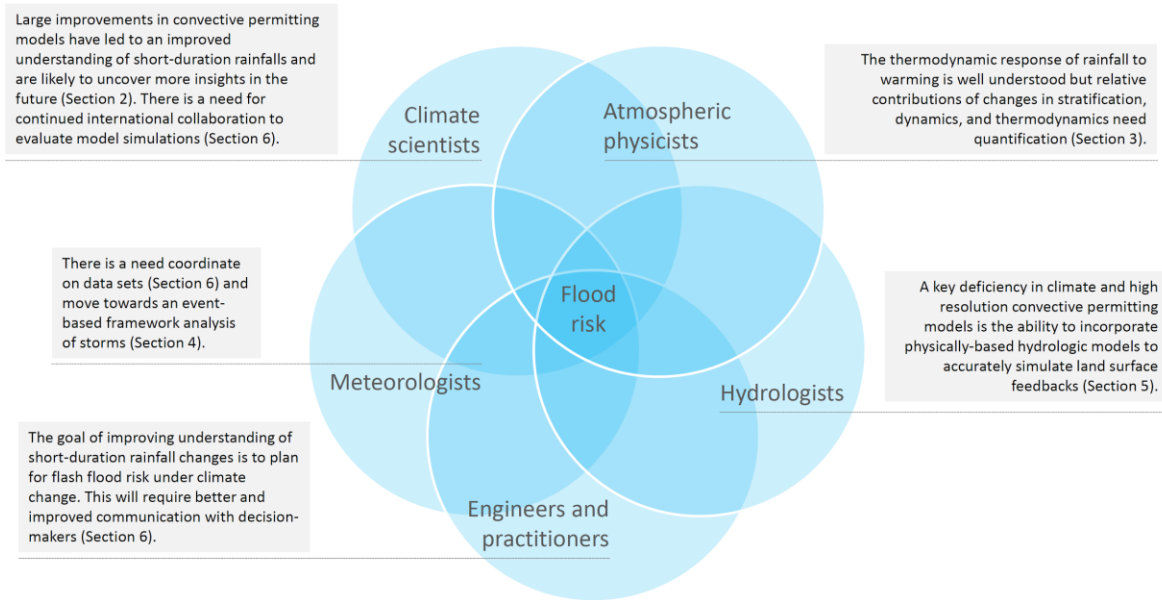 Large improvements in convective permitting
models have led to an improved
understanding of short-duration rainfalls and
are likely to uncover more insights in the
future (Section 2). There is a need for
continued international collaboration to
evaluate model simulations (Section 6).
Climate
scientists
Atmospheric
physicists
The thermodynamic response of rainfall to
warming is well understood but relative
contributions of changes in stratification,
dynamics, and thermodynamics need
quantification (Section 3).
There is a need coordinate
on data sets (Section 6) and
move towards an event-
based framework analysis
of storms (Section 4).
Meteorologists
Flood
risk
A key deficiency in climate and high
resolution convective permitting
models is the ability to incorporate
physically-based hydrologic models to
accurately simulate land surface
feedbacks (Section 5).
Hydrologists
The goal of improving understanding of
short-duration rainfall changes is to plan
for flash flood risk under climate
change. This will require better and
improved communication with decision-
makers (Section 6).
Engineers and
practitioners